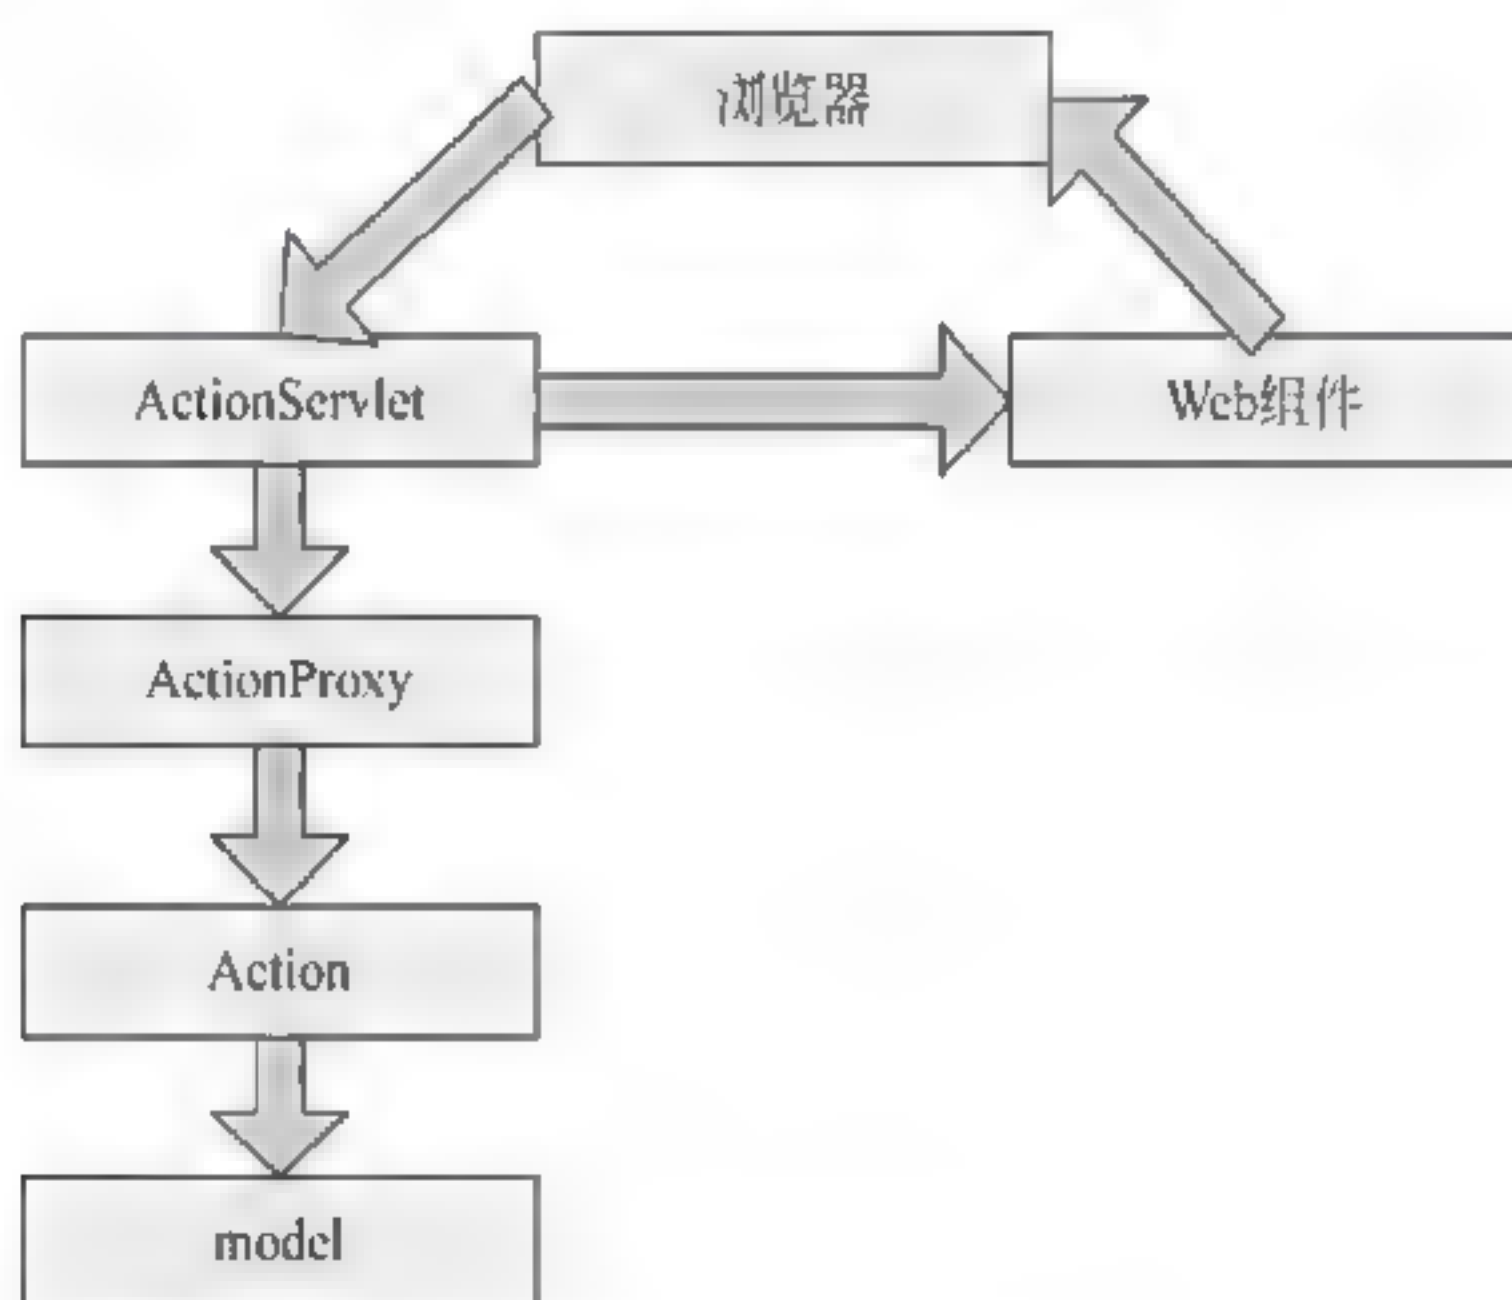 浏览器
ActionServlet
Web组件
ActionProxy
Action
model